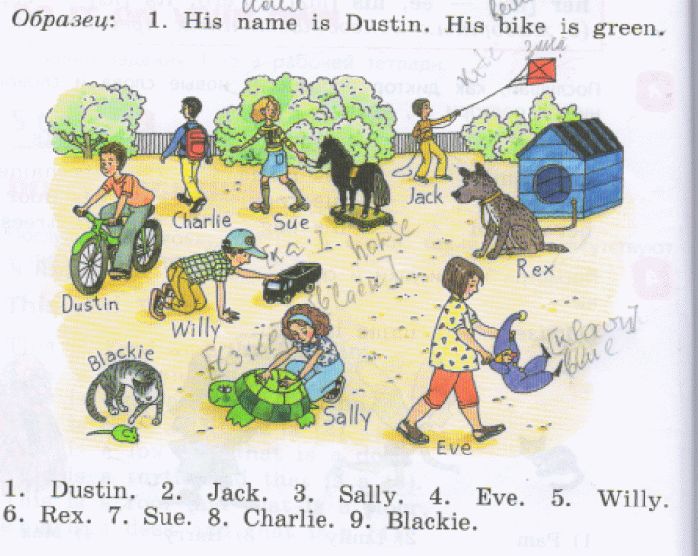 Образец: 1. His name is Dustin. His bike is green.
kite
Charlie
Sue
Jack
horse
Rex
Dustin
Willy
Blackie
Sally
[klaun]
blue
Eve
1. Dustin. 2. Jack. 3. Sally. 4. Eve. 5. Willy.
6. Rex. 7. Sue. 8. Charlie. 9. Blackie.